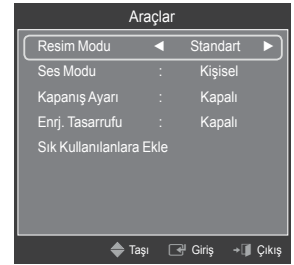 Araçlar
Resim Modu ◄ Standart ►
Ses Modu : Kişisel
Kapanış Ayarı : Kapalı
Enrj. Tasarrufu : Kapalı
Sık Kullanılanlara Ekle
Taşı Giriş Çıkış